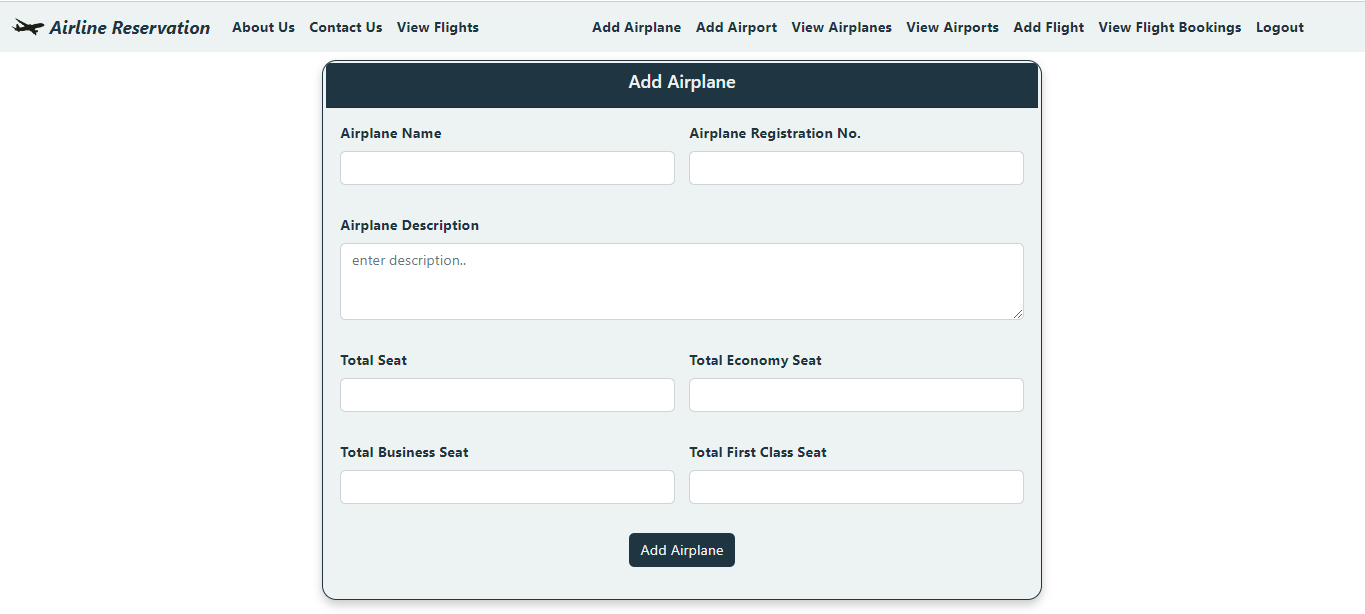 Airline Reservation About Us Contact Us View Flights Add Airplane Add Airport View Airplanes View Airports Add Flight View Flight Bookings Logout
Add Airplane
Airplane Name Airplane Registration No.
Airplane Description
enter description..
Total Seat Total Economy Seat
Total Business Seat Total First Class Seat
Add Airplane